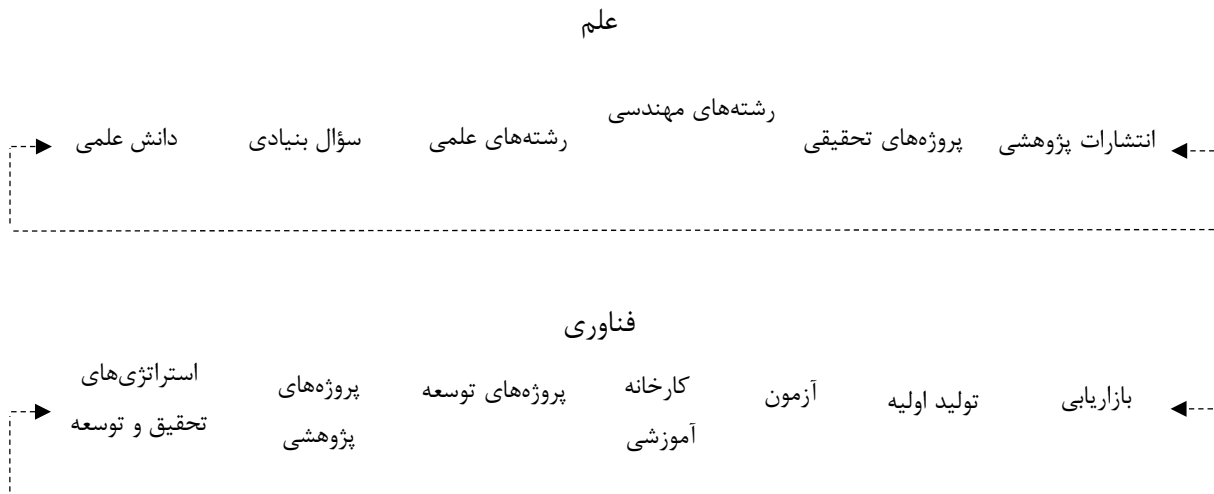 علم
انتشارات پژوهشی
پروژه‌های تحقیقی
رشته‌های مهندسی
رشته‌های علمی
سؤال بنیادی
دانش علمی
فناوری
بازاریابی
تولید اولیه
آزمون
کارخانه
آموزشی
پروژه‌های توسعه
پروژه‌های
پژوهشی
استراتژی‌های
تحقیق و توسعه